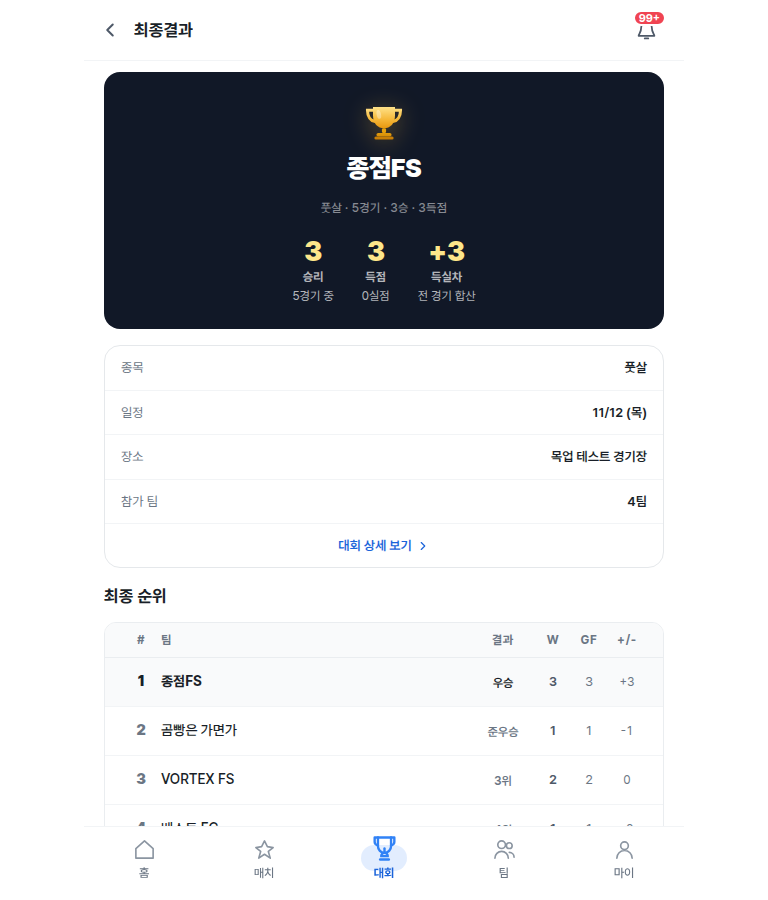 최종결과
99+
종점FS
풋살 · 5경기 · 3승 · 3득점
3 3 +3
승리 득점 득실차
5경기 중 0실점 전 경기 합산
종목 풋살
일정 11/12 (목)
장소 목업 테스트 경기장
참가 팀 4팀
대회 상세 보기
최종 순위
# 팀 결과 W GF +/-
1 종점FS 우승 3 3 +3
2 곰빵은 가면가 준우승 1 1 -1
3 VORTEX FS 3위 2 2 0
홈 매치 대회 팀 마이